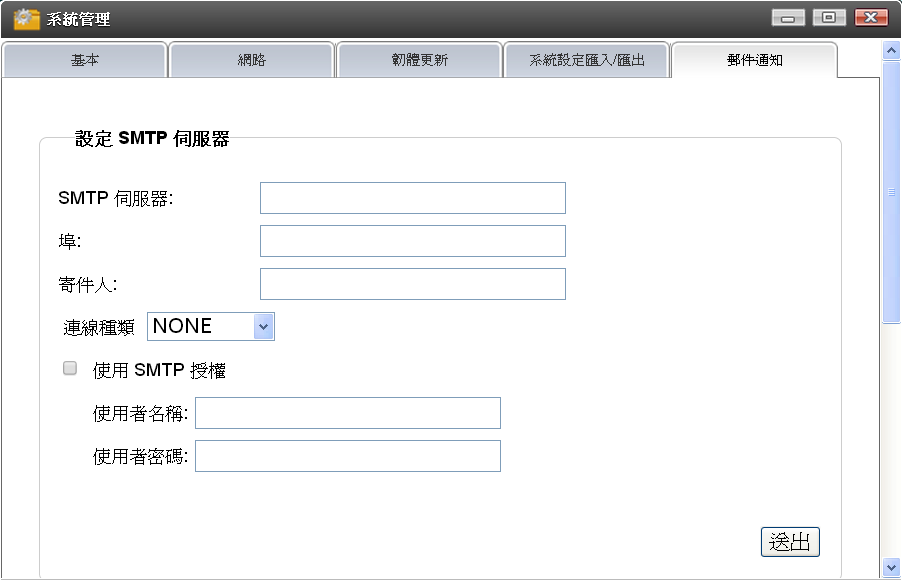 系統管理
基本
網路
韌體更新
系統設定匯入/匯出
郵件通知
設定 SMTP 伺服器
SMTP 伺服器:
埠:
寄件人:
連線種類 NONE
使用 SMTP 授權
使用者名稱:
使用者密碼:
送出